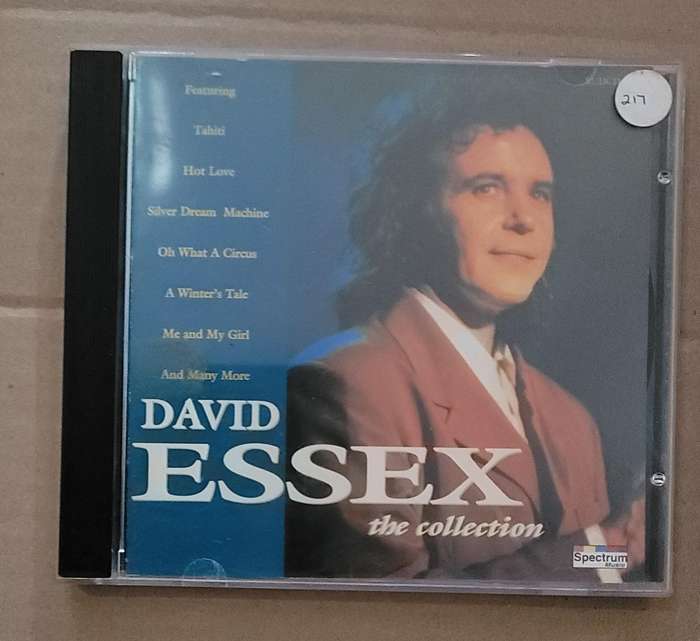 Featuring
Tahiti
Hot Love
Silver Dream Machine
Oh What A Circus
A Winter's Tale
Me and My Girl
And Many More
DAVID
ESSEX
the collection
217
Spectrum
Music